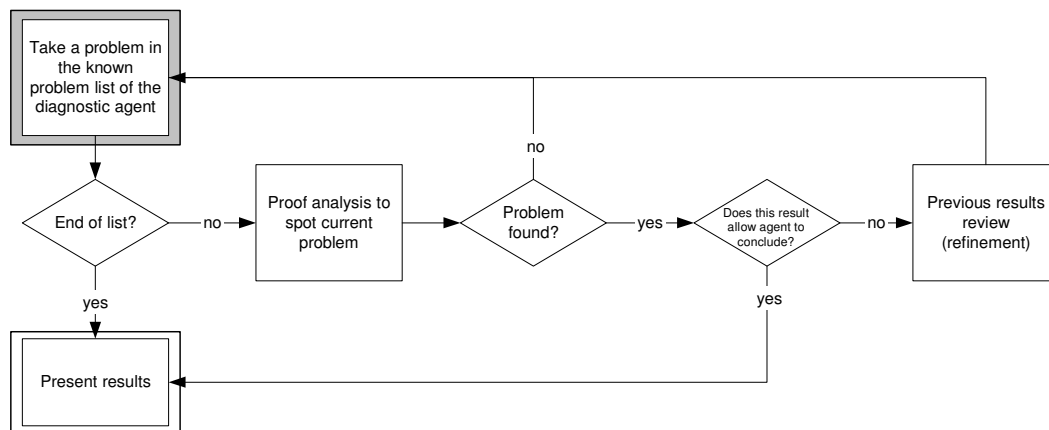 Take a problem in
the known
problem list of the
diagnostic agent
no
End of list?
no
Proof analysis to
spot current
problem
Problem
found?
yes
Does this result
allow agent to
conclude?
no
Previous results
review
(refinement)
yes
yes
Present results